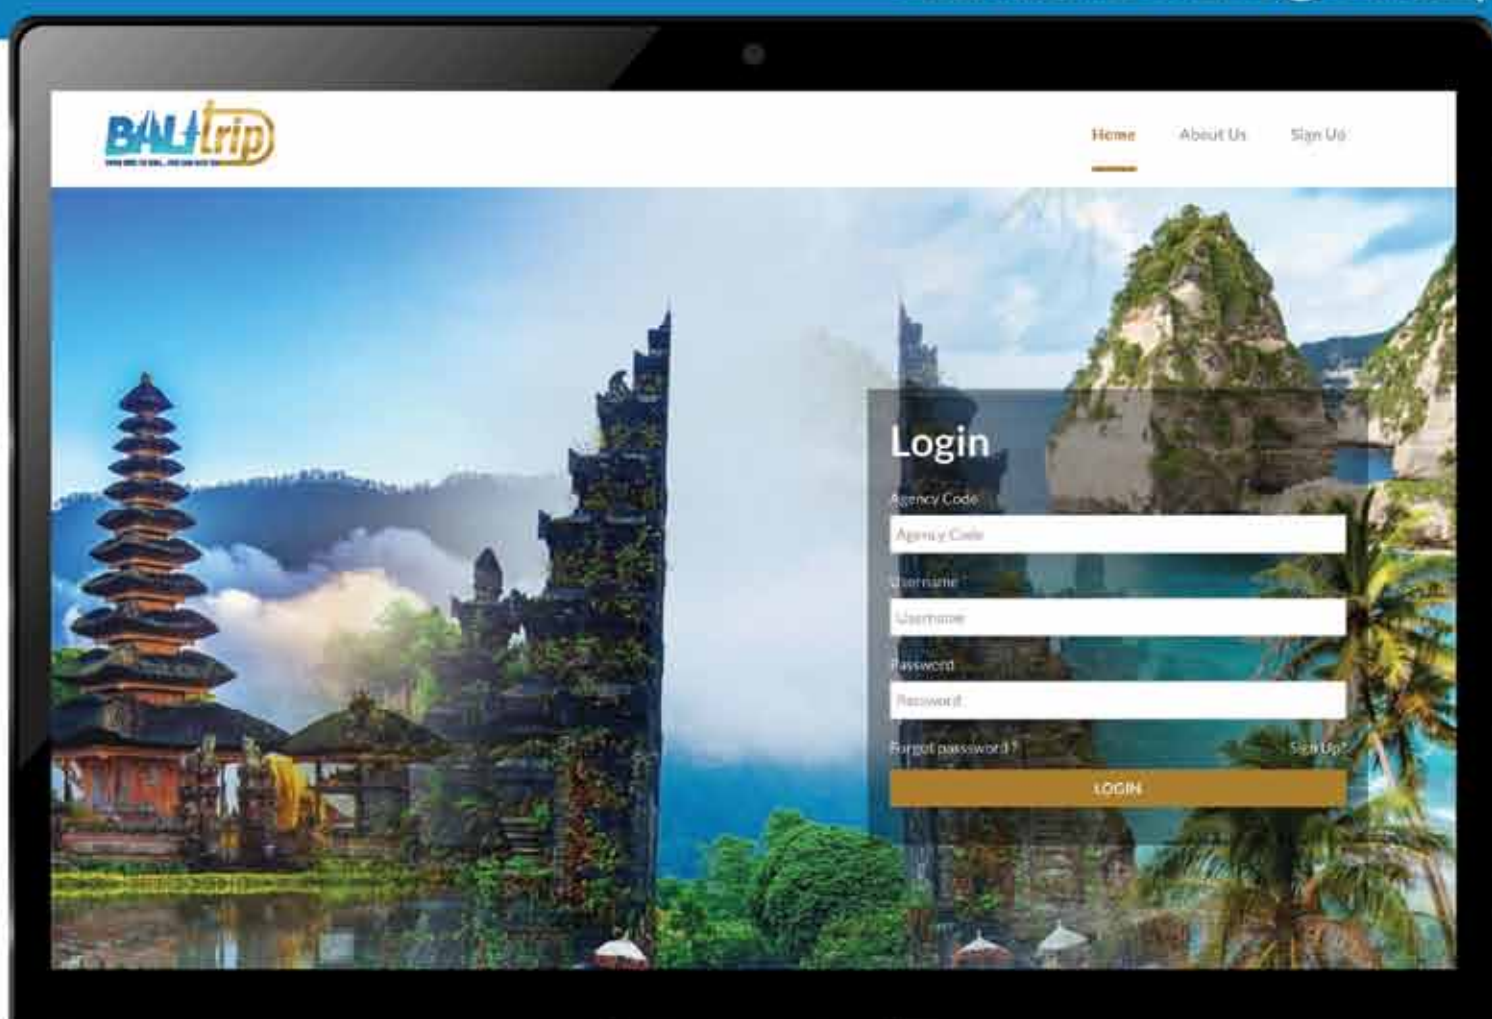 BALI trip
Home About Us Sign Up
Login
Agency Code
Agency Code
Username
Username
Password
Password
Forgot passsword ? Sign Up?
LOGIN